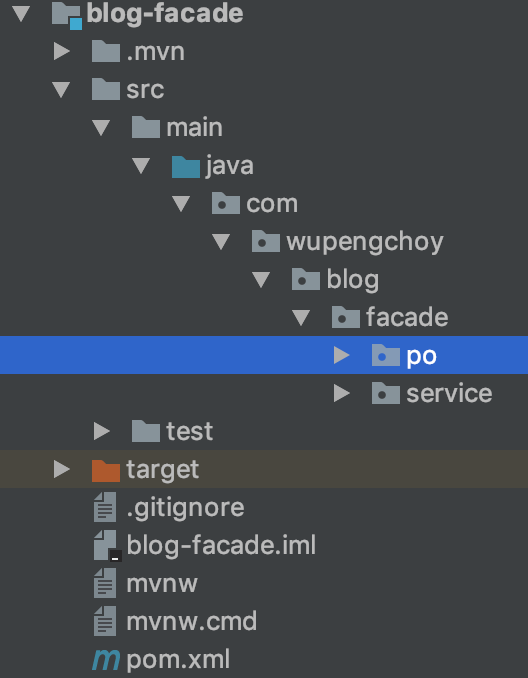 blog-facade
.mvn
src
main
java
com
wupengchoy
blog
facade
po
service
test
target
.gitignore
blog-facade.iml
mvnw
mvnw.cmd
m pom.xml